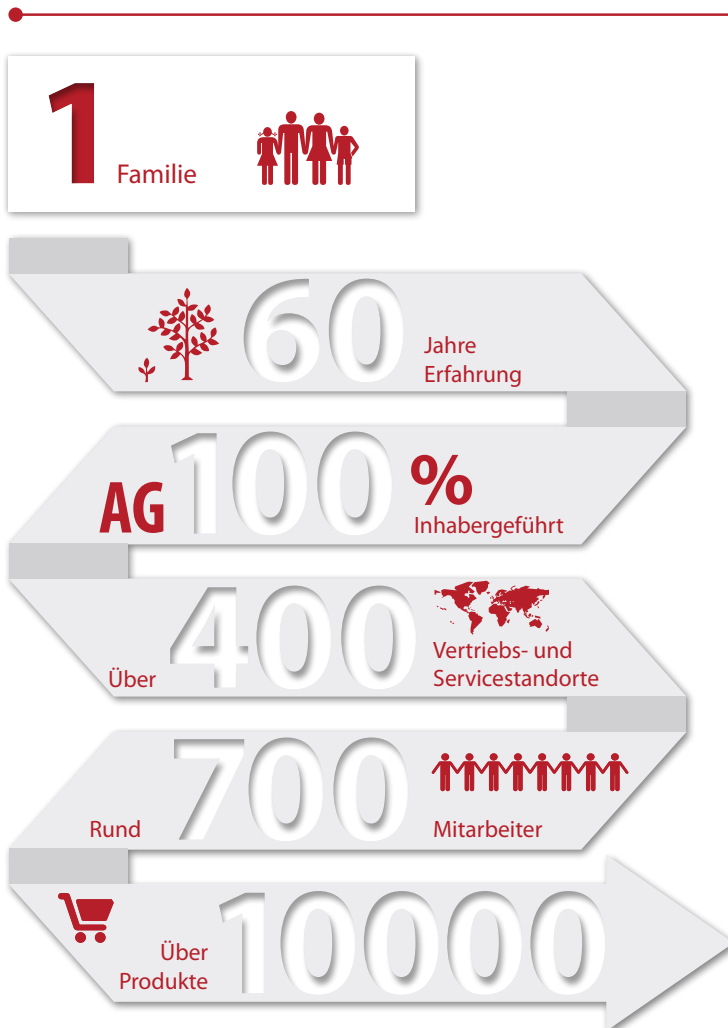 1 Familie
60 Jahre
Erfahrung
AG 100 %
Inhabergeführt
Über 400 Vertriebs- und
Servicestandorte
Rund 700 Mitarbeiter
Über 10000
Produkte